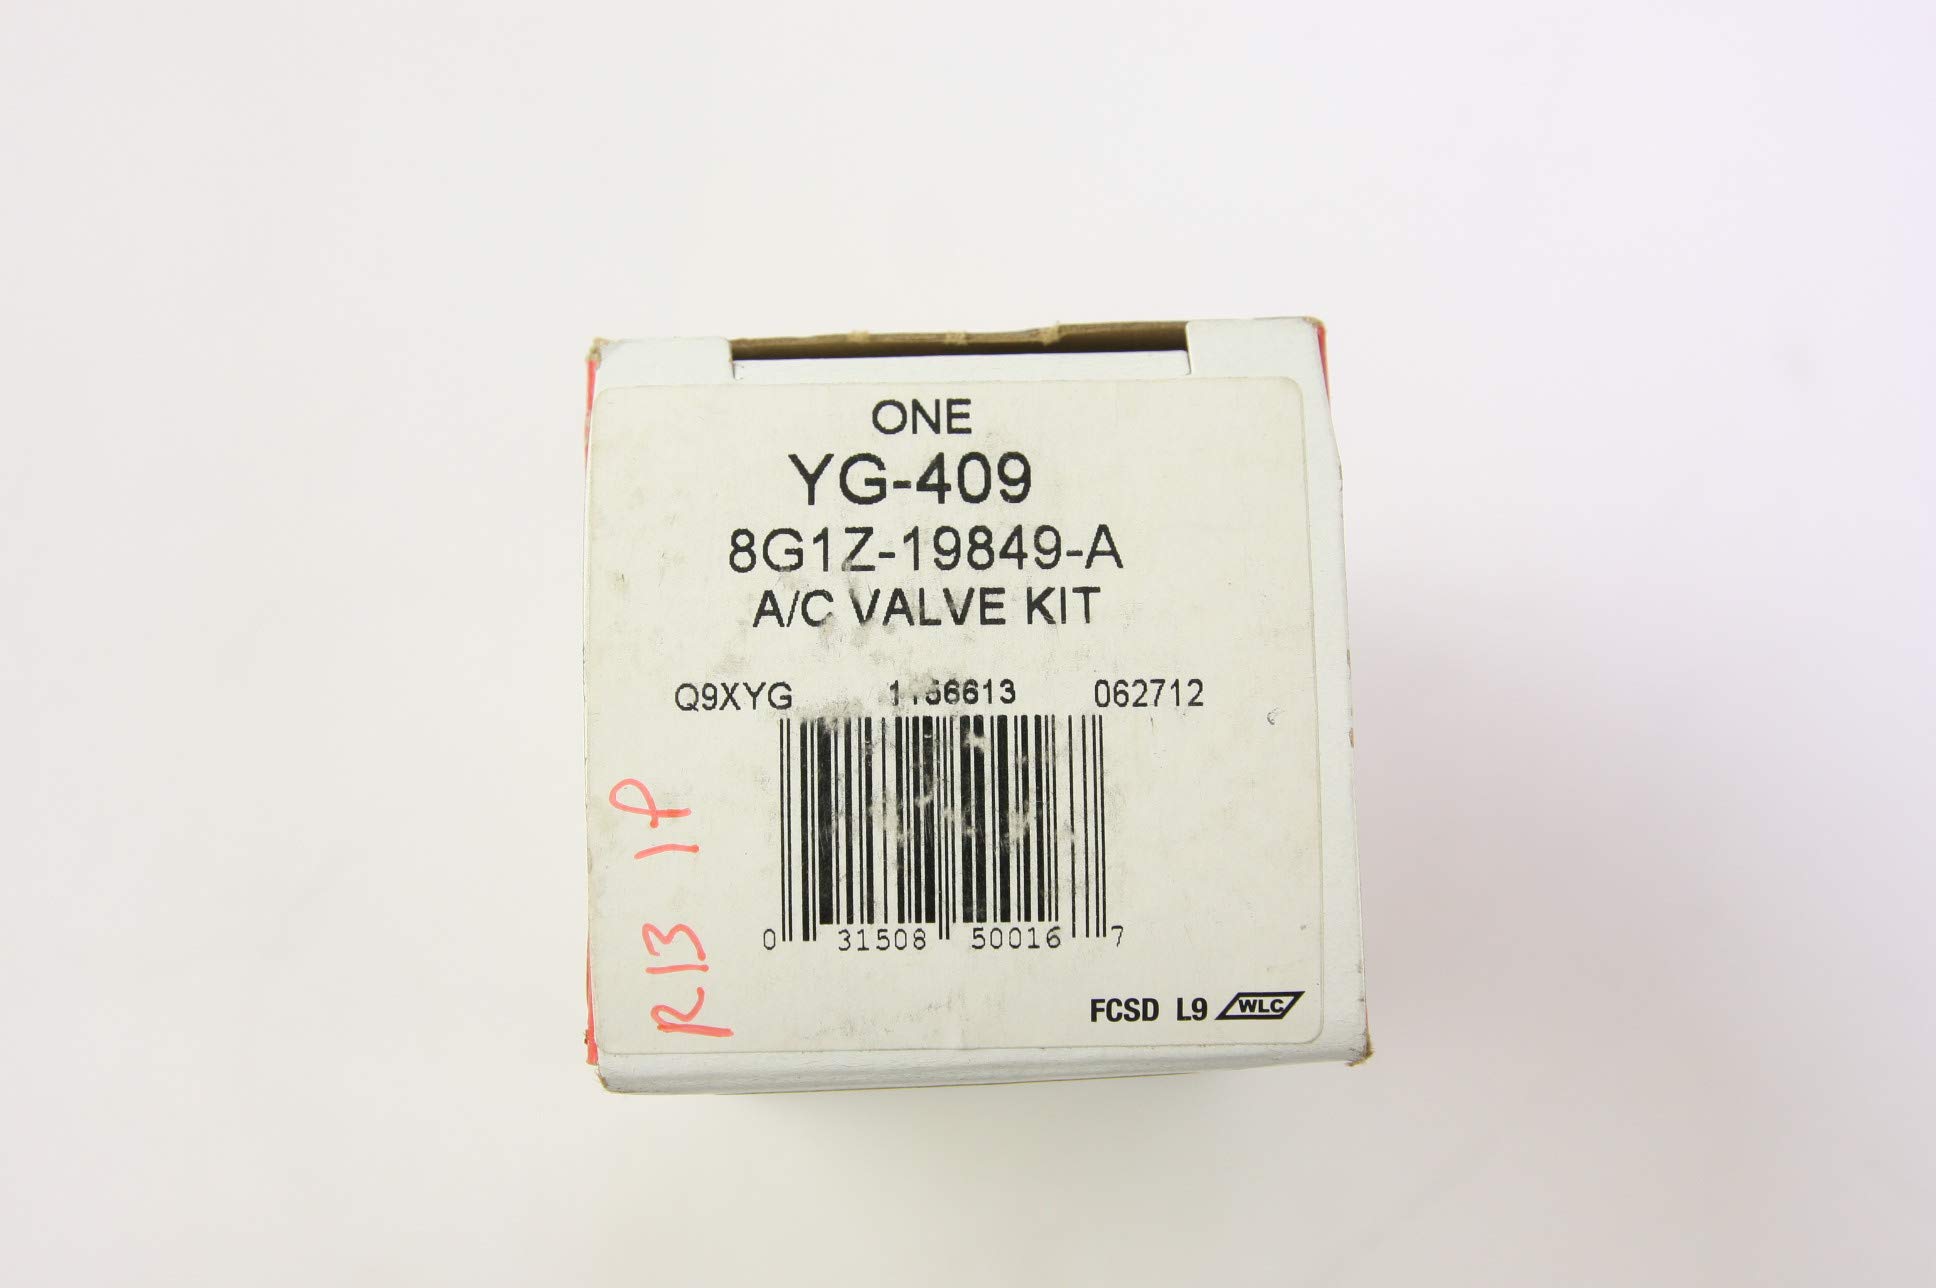 ONE
YG-409
8G1Z-19849-A
A/C VALVE KIT
Q9XYG 062712
0 31508 50016 7
FCSD L9 WLC
R13 1P